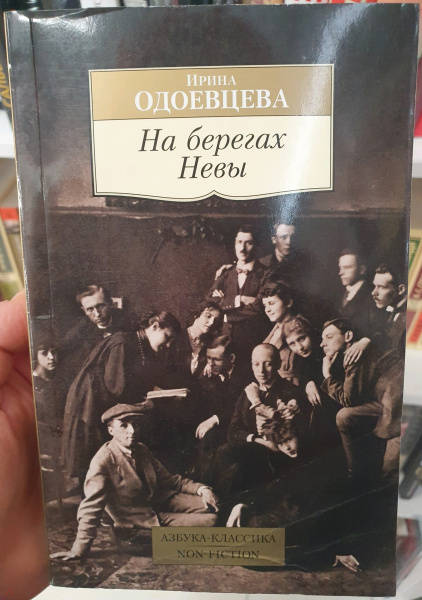 Ирина
ОДОЕВЦЕВА
На берегах
Невы
АЗБУКА-КЛАССИКА
NON-FICTION